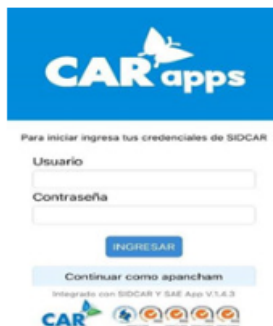 CAR apps
Para iniciar ingresa tus credenciales de SIDCAR
Usuario
Contraseña
INGRESAR
Continuar como apancham
Integrado con SIDCAR Y SAE App V.1.4.3
CAR